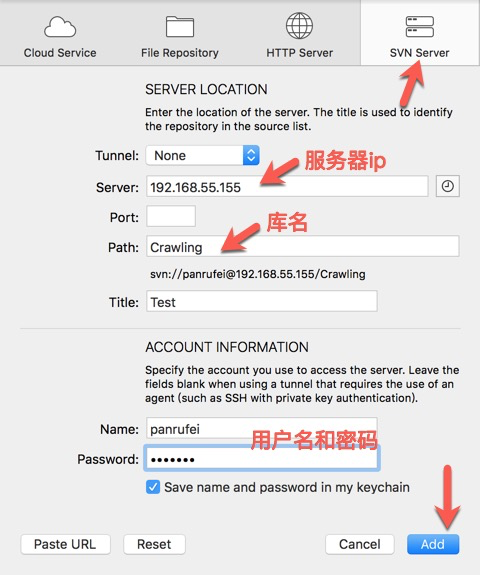 Cloud Service
File Repository
HTTP Server
SVN Server
SERVER LOCATION
Enter the location of the server. The title is used to identify
the repository in the source list.
Tunnel: None
服务器ip
Server: 192.168.55.155
Port:
库名
Path: Crawling
svn://panrufei@192.168.55.155/Crawling
Title: Test
ACCOUNT INFORMATION
Specify the account you use to access the server. Leave the
fields blank when using a tunnel that requires the use of an
agent (such as SSH with private key authentication).
Name: panrufei
用户名和密码
Password: •••••••
Save name and password in my keychain
Paste URL
Reset
Cancel
Add